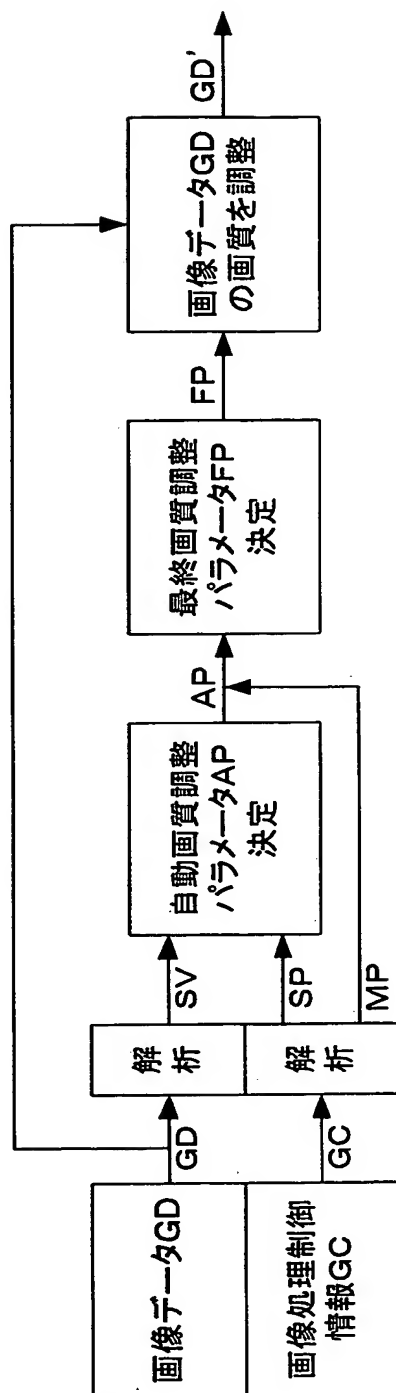 画像データGD
画像処理制御
情報GC
GD
GC
解析
解析
SV
SP
MP
自動画質調整
パラメータAP
決定
AP
最終画質調整
パラメータFP
決定
FP
画像データGD
の画質を調整
GD'